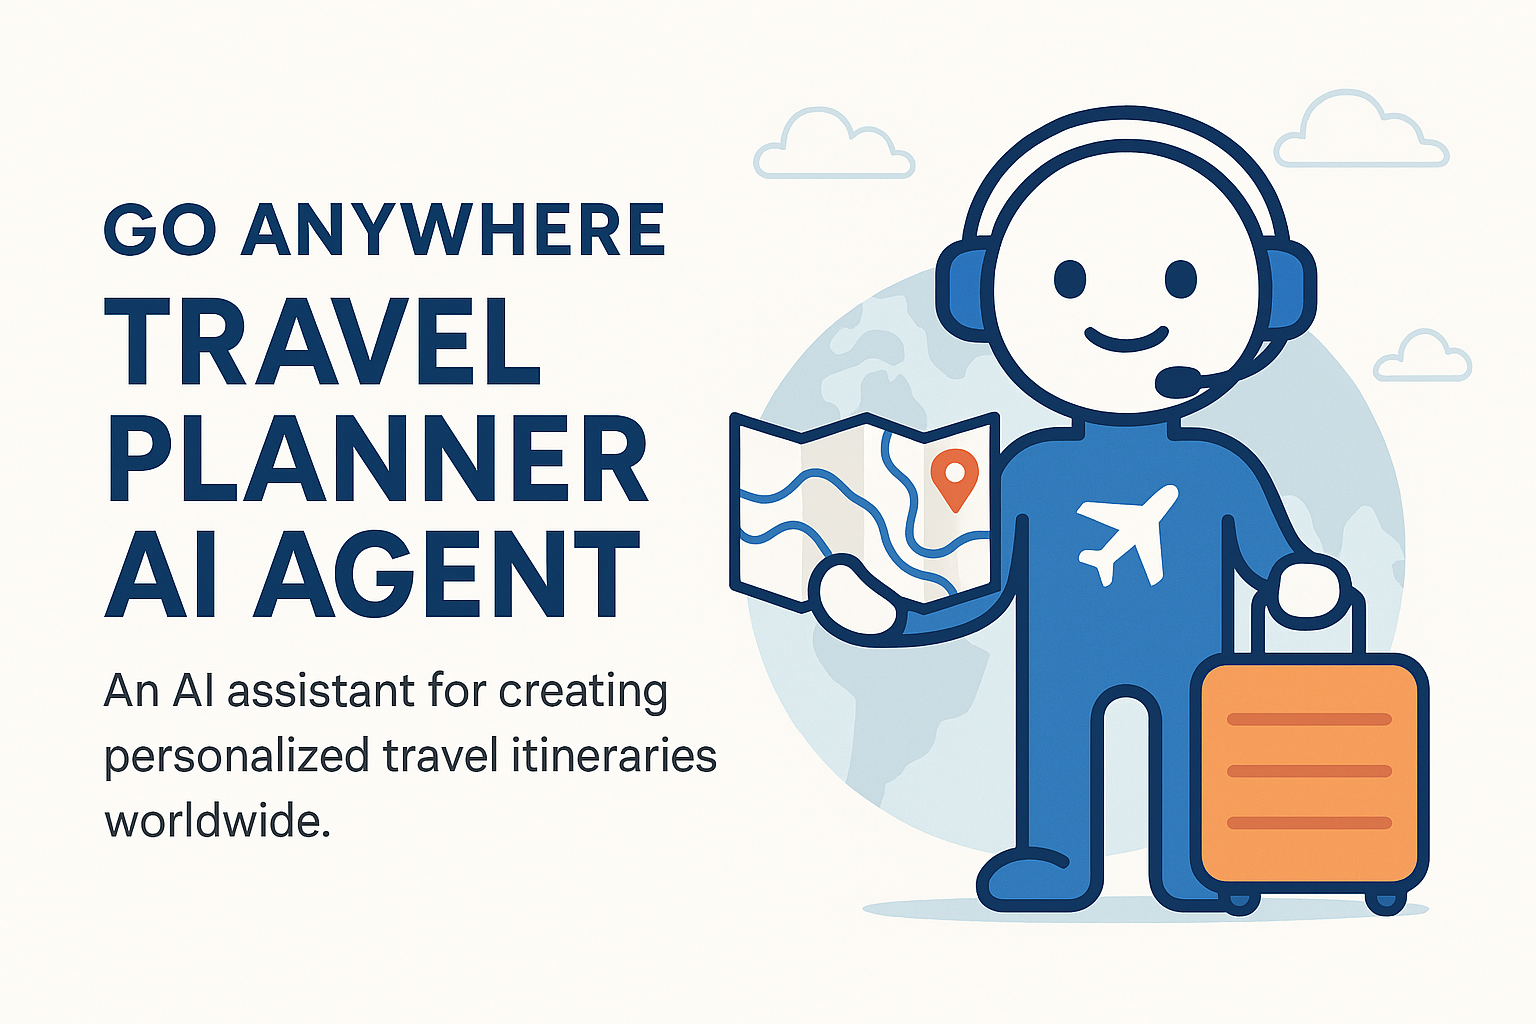 GO ANYWHERE
TRAVEL
PLANNER
AI AGENT
An AI assistant for creating
personalized travel itineraries
worldwide.